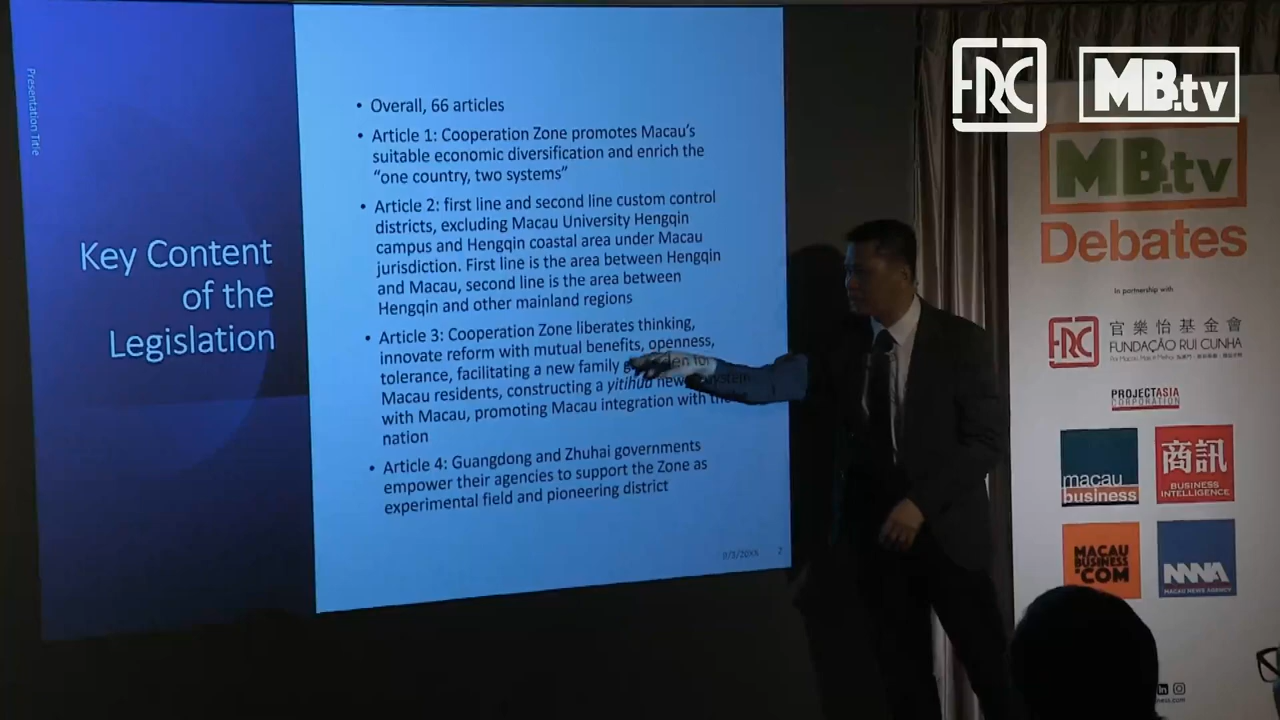 Presentation Title
Key Content
of the
Legislation
• Overall, 66 articles
• Article 1: Cooperation Zone promotes Macau's
suitable economic diversification and enrich the
"one country, two systems"
• Article 2: first line and second line custom control
districts, excluding Macau University Hengqin
campus and Hengqin coastal area under Macau
jurisdiction. First line is the area between Hengqin
and Macau, second line is the area between
Hengqin and other mainland regions
• Article 3: Cooperation Zone liberates thinking,
innovate reform with mutual benefits, openness,
tolerance, facilitating a new family
Macau residents, constructing a yitihua new system
with Macau, promoting Macau integration with
nation
• Article 4: Guangdong and Zhuhai governments
empower their agencies to support the Zone as
experimental field and pioneering district
2
FRC
MB.tv
MB.tv
Debates
In partnership with
FRC
官樂怡基金會
FUNDAÇÃO RUI CUNHA
PROJECTASIA
CORPORATION
macau
business
商訊
BUSINESS
INTELLIGENCE
MACAU
BUSINESS
.COM
MNA
MACAU NEWS AGENCY